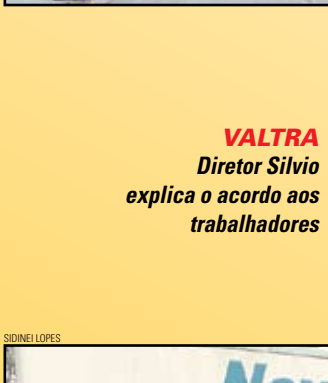 VALTRA
Diretor Silvio
explica o acordo aos
trabalhadores
SIDINEI LOPES